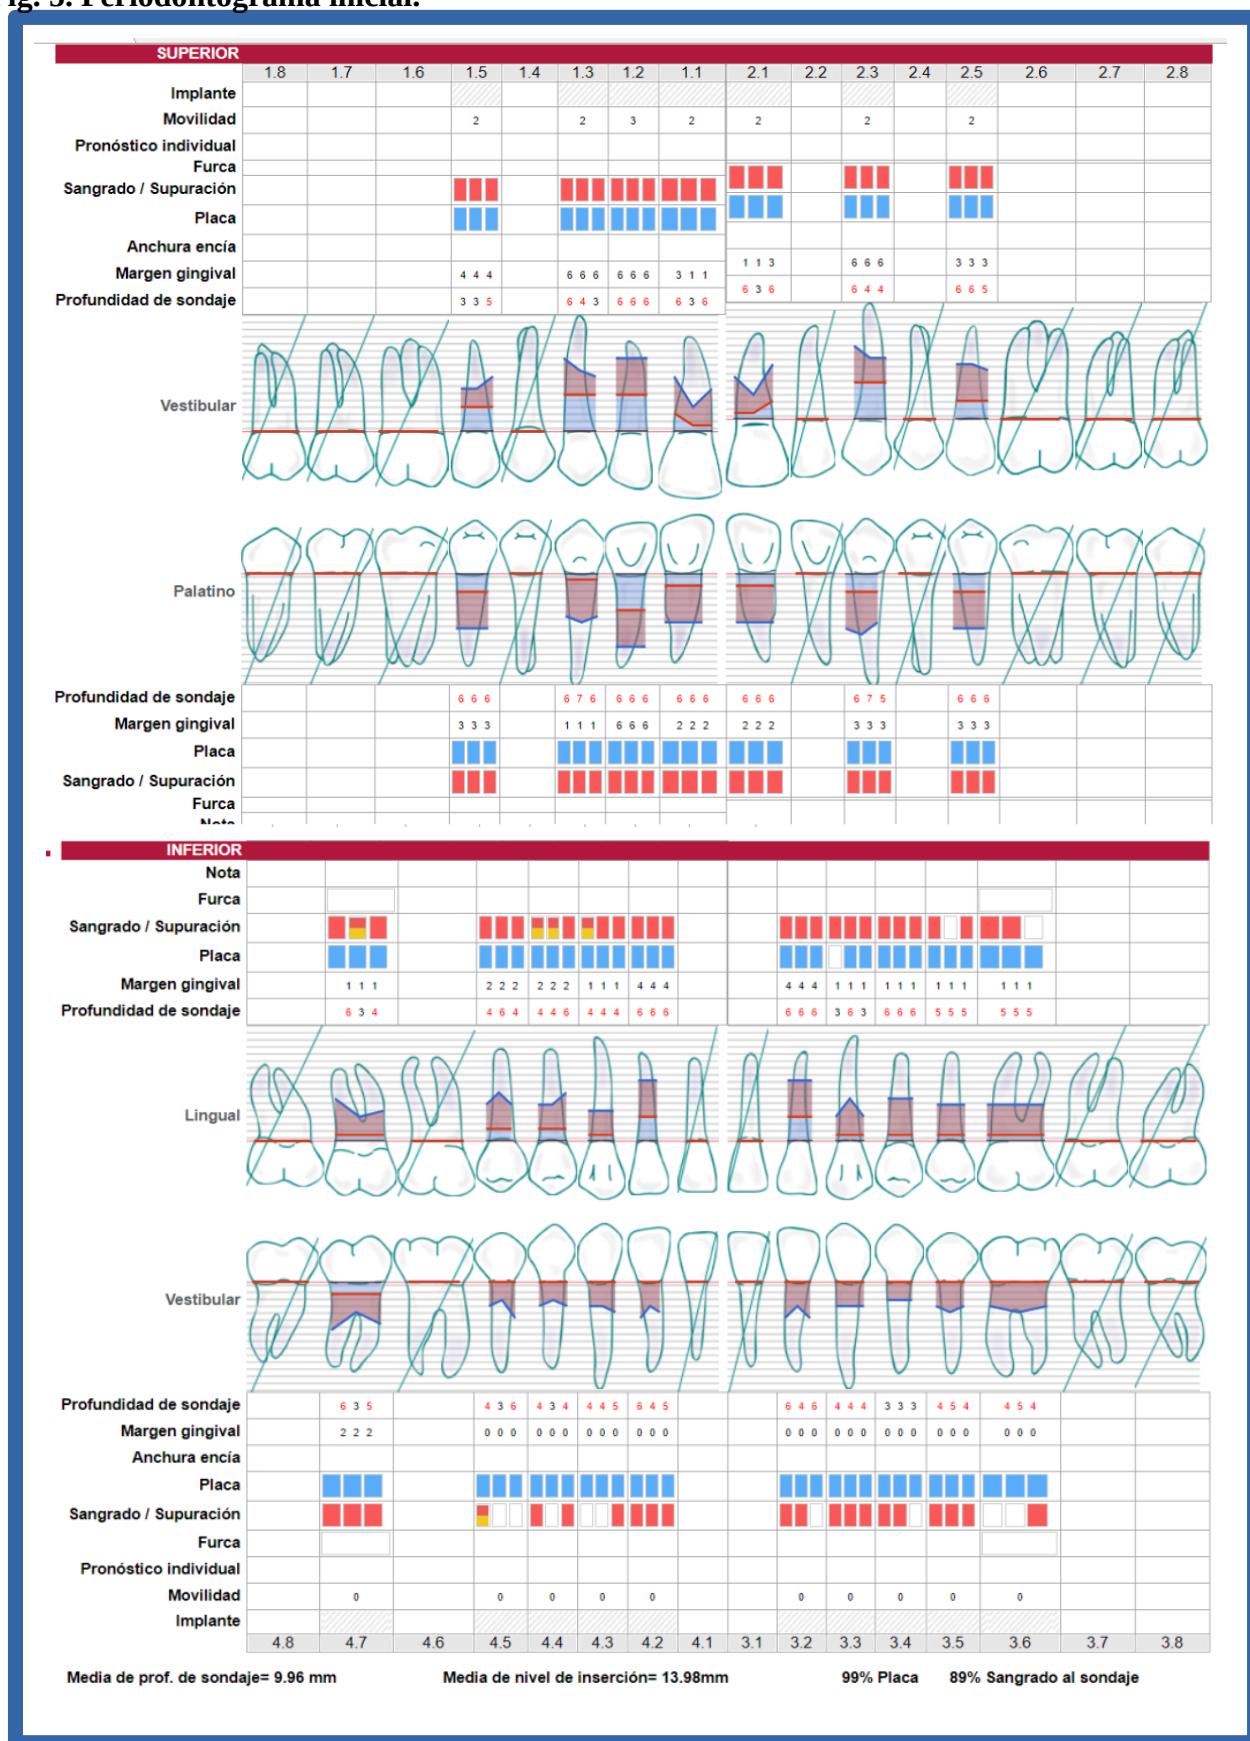 ig. 3. Periodontograma inicial.
SUPERIOR
1.8 1.7 1.6 1.5 1.4 1.3 1.2 1.1 2.1 2.2 2.3 2.4 2.5 2.6 2.7 2.8
Implante
Movilidad 2 2 3 2 2 2 2
Pronóstico individual
Furca
Sangrado / Supuración
Placa
Anchura encía
Margen gingival 4 4 4 6 6 6 6 6 6 3 1 1 1 1 3 6 6 6 3 3 3
Profundidad de sondaje 3 3 5 6 4 3 6 6 6 6 3 6 6 3 6 6 4 4 6 6 5
Vestibular
Palatino
Profundidad de sondaje 6 6 6 6 7 6 6 6 6 6 6 6 6 6 6 6 7 5 6 6 6
Margen gingival 3 3 3 1 1 1 6 6 6 2 2 2 2 2 2 3 3 3 3 3 3
Placa
Sangrado / Supuración
Furca
Nota
INFERIOR
Nota
Furca
Sangrado / Supuración
Placa
Margen gingival 1 1 1 2 2 2 2 2 2 1 1 1 4 4 4 4 4 4 1 1 1 1 1 1 1 1 1 1 1 1
Profundidad de sondaje 6 3 4 4 6 4 4 4 6 4 4 4 6 6 6 6 6 6 3 6 3 6 6 6 5 5 5 5 5 5
Lingual
Vestibular
Profundidad de sondaje 6 3 5 4 3 6 4 3 4 4 4 5 6 4 5 6 4 6 4 4 4 3 3 3 4 5 4 4 5 4
Margen gingival 2 2 2 0 0 0 0 0 0 0 0 0 0 0 0 0 0 0 0 0 0 0 0 0 0 0 0 0 0 0
Anchura encía
Placa
Sangrado / Supuración
Furca
Pronóstico individual
Movilidad 0 0 0 0 0 0 0 0 0 0
Implante
4.8 4.7 4.6 4.5 4.4 4.3 4.2 4.1 3.1 3.2 3.3 3.4 3.5 3.6 3.7 3.8
Media de prof. de sondaje= 9.96 mm Media de nivel de inserción= 13.98mm 99% Placa 89% Sangrado al sondaje